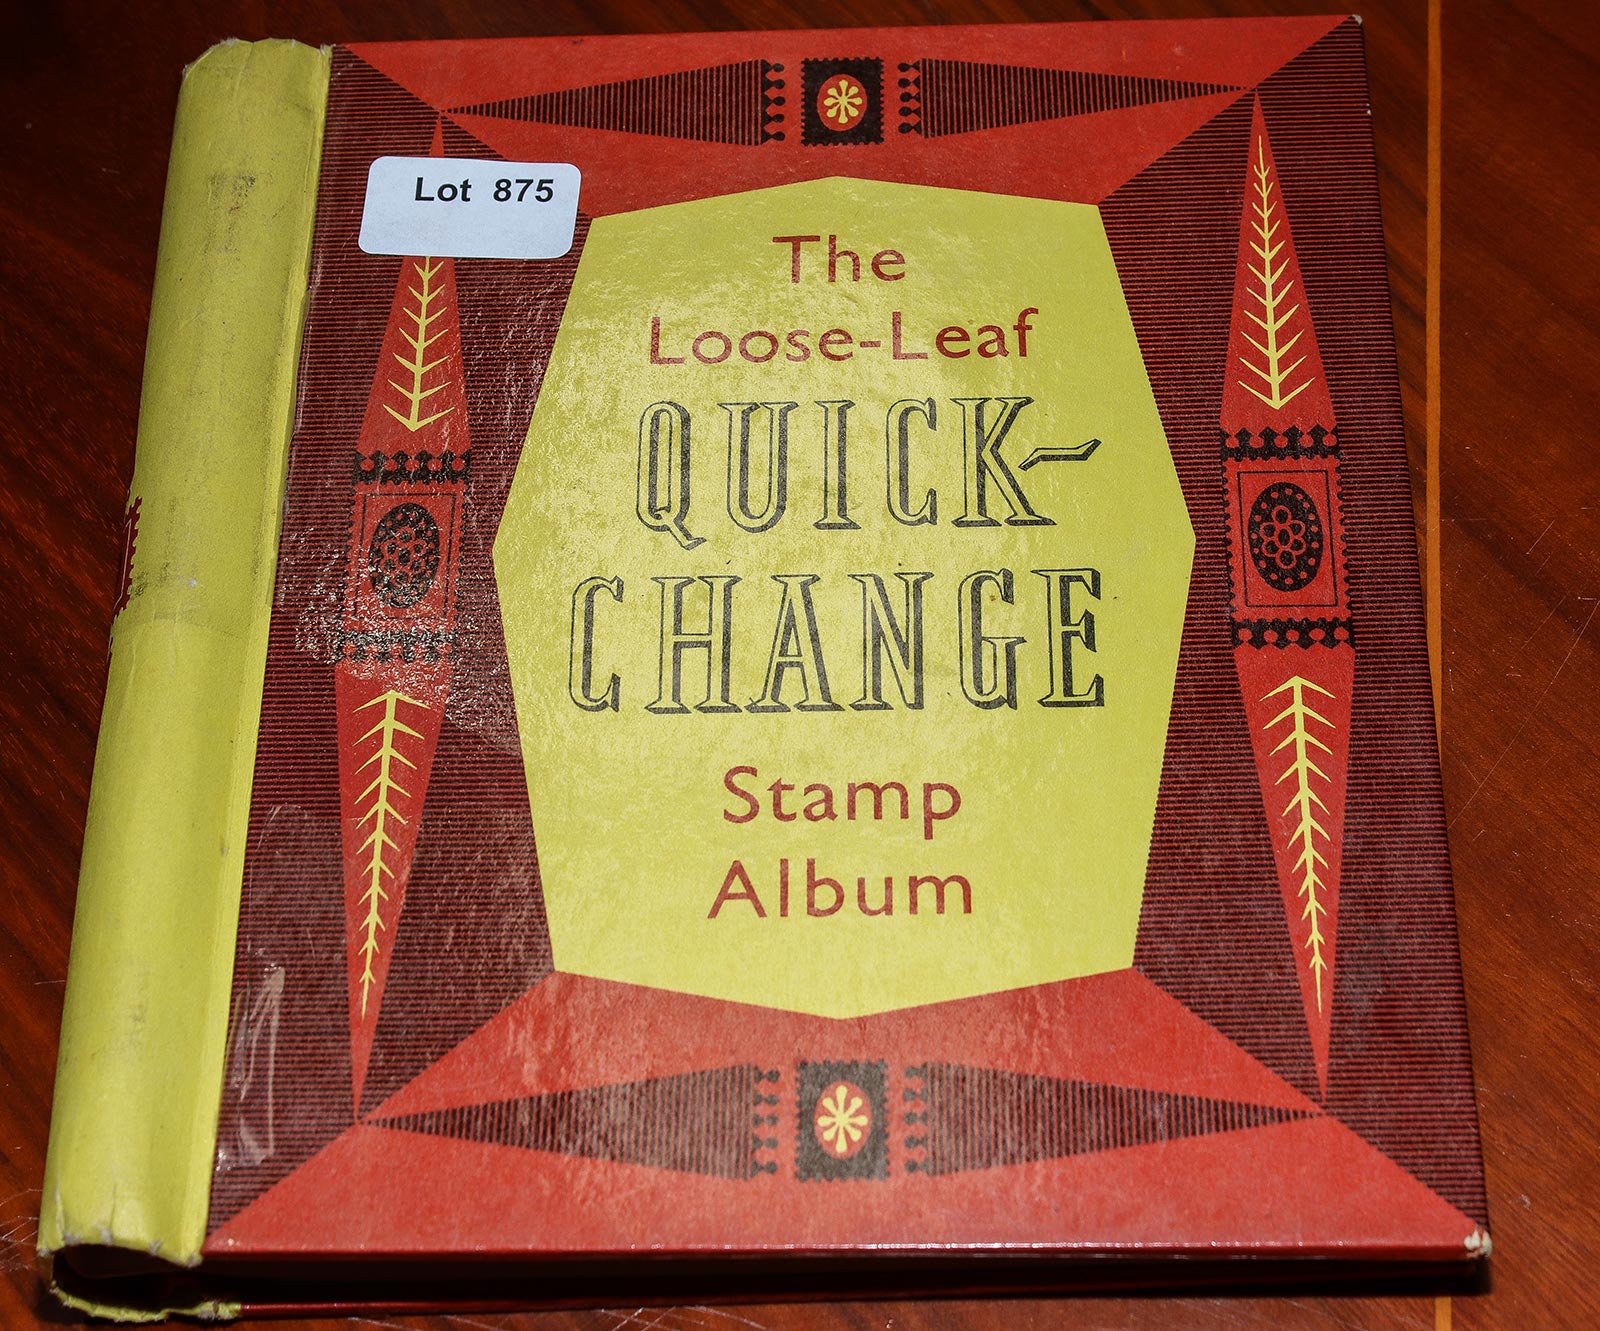 Lot 875
The
Loose-Leaf
QUICK-
CHANGE
Stamp
Album